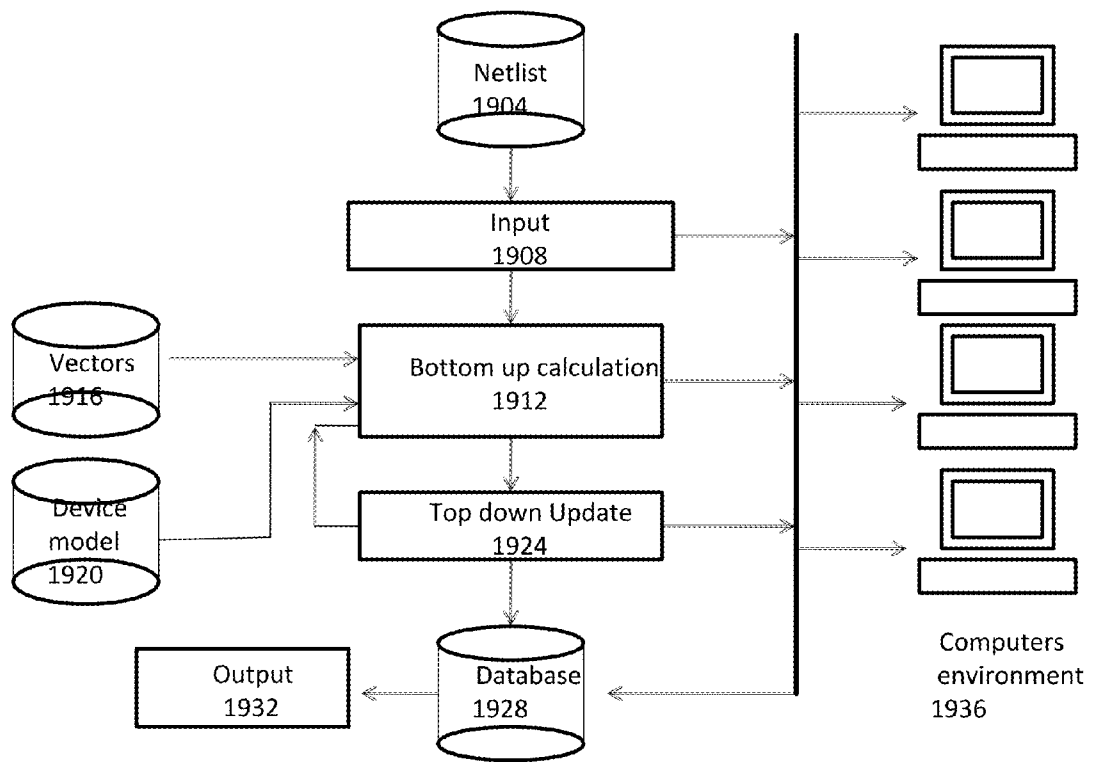 Netlist
1904
Input
1908
Vectors
1916
Bottom up calculation
1912
Device
model
1920
Top down Update
1924
Output
1932
Database
1928
Computers
environment
1936